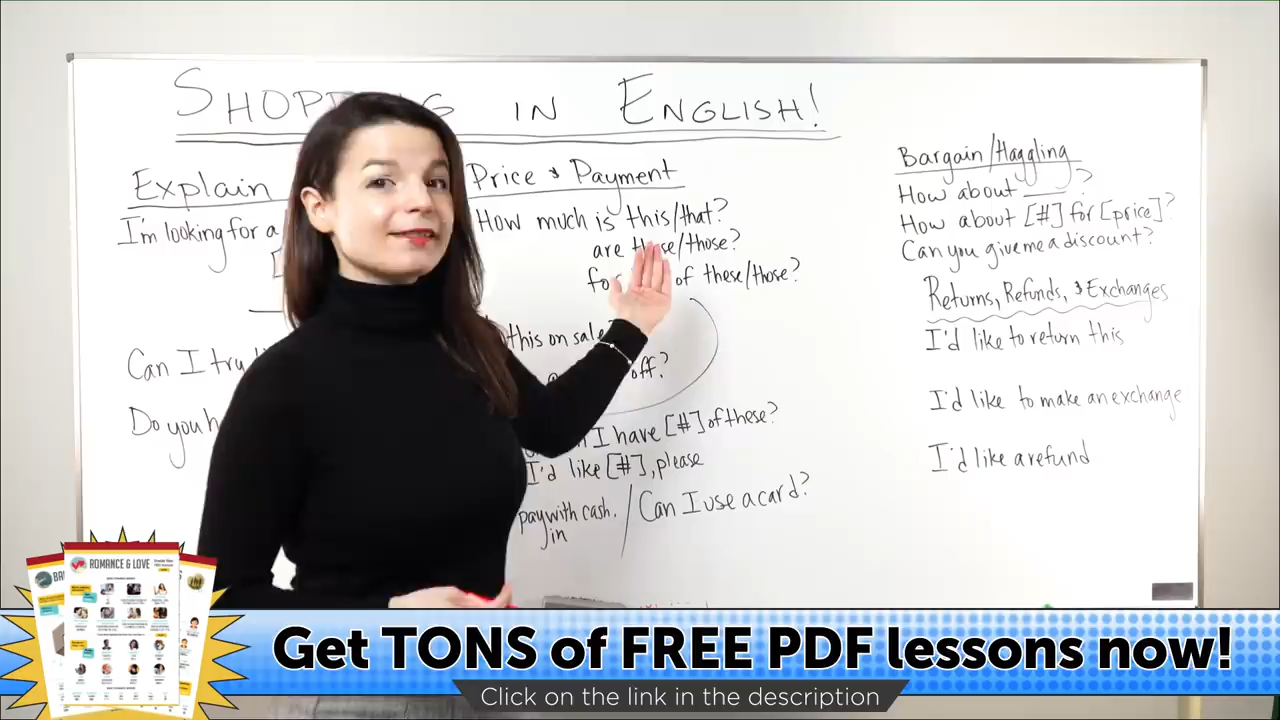 SHOPPING IN ENGLISH!
Explain
I'm looking for a
Can I try
Do you h
Price & Payment
How much is this/that?
are these/those?
for of these/those?
this on sale
off?
I have [#] of these?
I'd like [#], please
pay with cash. / Can I use a card?
in
Bargain/Haggling
How about ____?
How about [#] for [price]?
Can you give me a discount?
Returns, Refunds, & Exchanges
I'd like to return this
I'd like to make an exchange
I'd like a refund
ROMANCE & LOVE
Get TONS of FREE PDF lessons now!
Click on the link in the description